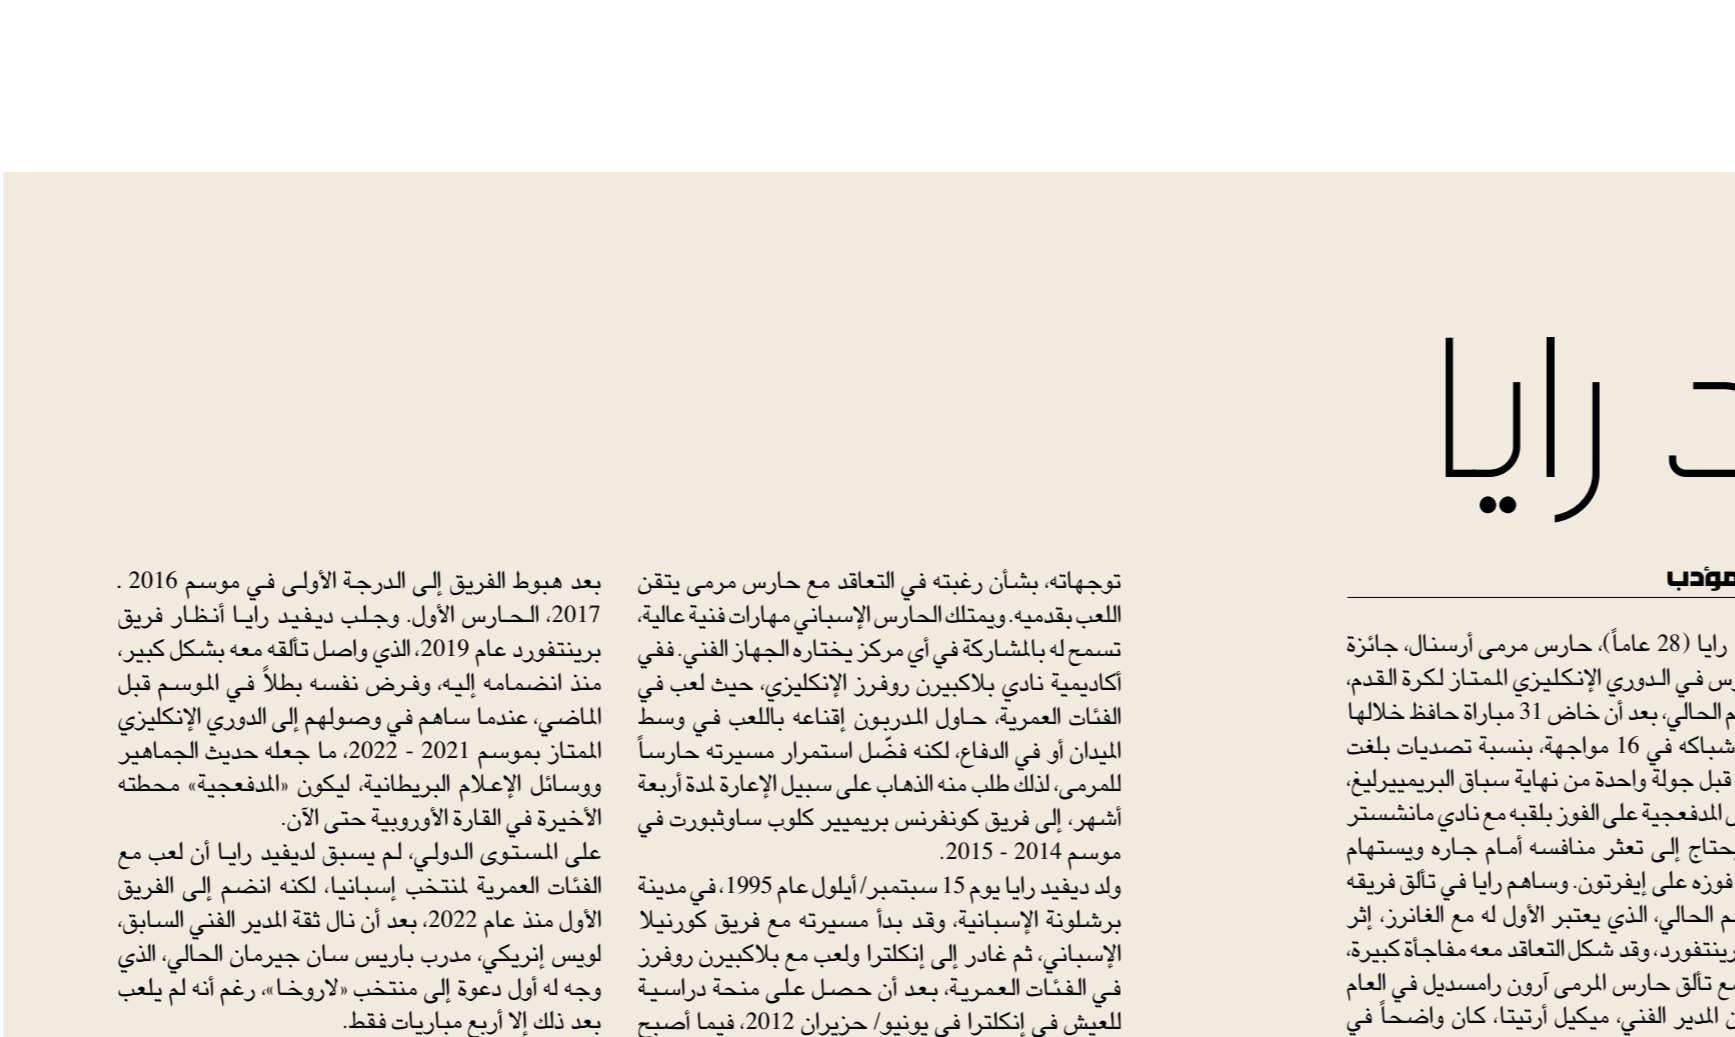 رايا
مؤدب
رايا (28 عاماً)، حارس مرمى أرسنال، جائزة
في الدوري الإنكليزي الممتاز لكرة القدم،
الحالي، بعد أن خاض 31 مباراة حافظ خلالها
شباكه في 16 مواجهة، بنسبة تصديات بلغت
قبل جولة واحدة من نهاية سباق البريمييرليغ،
المدفعجية على الفوز بلقبه مع نادي مانشستر
يحتاج إلى تعثر منافسه أمام جاره ويستهام
فوزه على إيفرتون. وساهم رايا في تألق فريقه
الحالي، الذي يعتبر الأول له مع الغانرز، إثر
وقد شكل التعاقد معه مفاجأة كبيرة،
تألق حارس المرمى آرون رامسديل في العام
المدير الفني، ميكيل أرتيتا، كان واضحاً في
توجهاته، بشأن رغبته في التعاقد مع حارس مرمى يتقن
اللعب بقدميه. ويمتلك الحارس الإسباني مهارات فنية عالية،
تسمح له بالمشاركة في أي مركز يختاره الجهاز الفني. ففي
أكاديمية نادي بلاكبيرن روفرز الإنكليزي، حيث لعب في
الفئات العمرية، حاول المدربون إقناعه باللعب في وسط
الميدان أو في الدفاع، لكنه فضّل استمرار مسيرته حارساً
للمرمى، لذلك طلب منه الذهاب على سبيل الإعارة لمدة أربعة
أشهر، إلى فريق كونفرنس بريميير كلوب ساوثبورت في
موسم 2014 - 2015.
ولد ديفيد رايا يوم 15 سبتمبر/ أيلول عام 1995، في مدينة
برشلونة الإسبانية، وقد بدأ مسيرته مع فريق كورنيلا
الإسباني، ثم غادر إلى إنكلترا ولعب مع بلاكبيرن روفرز
في الفئات العمرية، بعد أن حصل على منحة دراسية
للعيش في إنكلترا في يونيو/ حزيران 2012، فيما أصبح
بعد هبوط الفريق إلى الدرجة الأولى في موسم 2016 .
2017، الحارس الأول. وجلب ديفيد رايا أنظار فريق
برينتفورد عام 2019، الذي واصل تألقه معه بشكل كبير،
منذ انضمامه إليه، وفرض نفسه بطلاً في الموسم قبل
الماضي، عندما ساهم في وصولهم إلى الدوري الإنكليزي
الممتاز بموسم 2021 - 2022، ما جعله حديث الجماهير
ووسائل الإعلام البريطانية، ليكون «المدفعجية» محطته
الأخيرة في القارة الأوروبية حتى الآن.
على المستوى الدولي، لم يسبق لديفيد رايا أن لعب مع
الفئات العمرية لمنتخب إسبانيا، لكنه انضم إلى الفريق
الأول منذ عام 2022، بعد أن نال ثقة المدير الفني السابق،
لويس إنريكي، مدرب باريس سان جيرمان الحالي، الذي
وجه له أول دعوة إلى منتخب «لاروخا»، رغم أنه لم يلعب
بعد ذلك إلا أربع مباريات فقط.